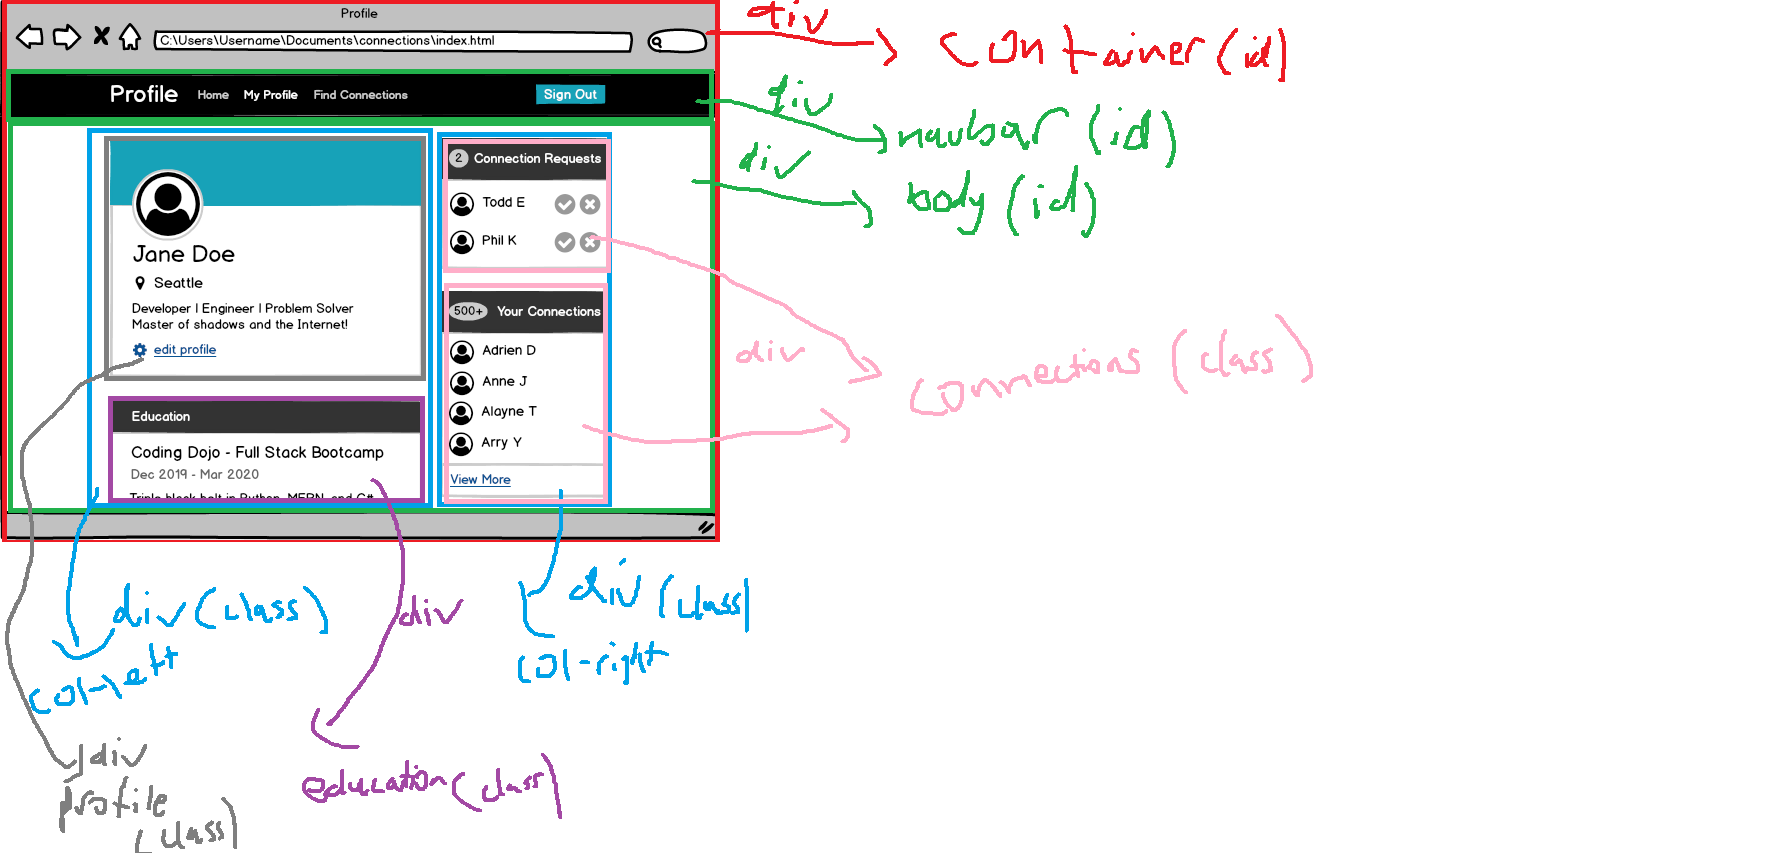 Profile
C:\Users\Username\Documents\connections\index.html
div
container (id)
Profile Home My Profile Find Connections Sign Out
div
navbar (id)
div
body (id)
Jane Doe
Seattle
Developer | Engineer | Problem Solver
Master of shadows and the Internet!
edit profile
Education
Coding Dojo - Full Stack Bootcamp
Dec 2019 - Mar 2020
Triple black belt in Python, MERN, and C#
2 Connection Requests
Todd E
Phil K
500+ Your Connections
Adrien D
Anne J
Alayne T
Arry Y
View More
div
connections (class)
div (class)
col-left
div
education (class)
div (class)
col-right
div
profile
(class)